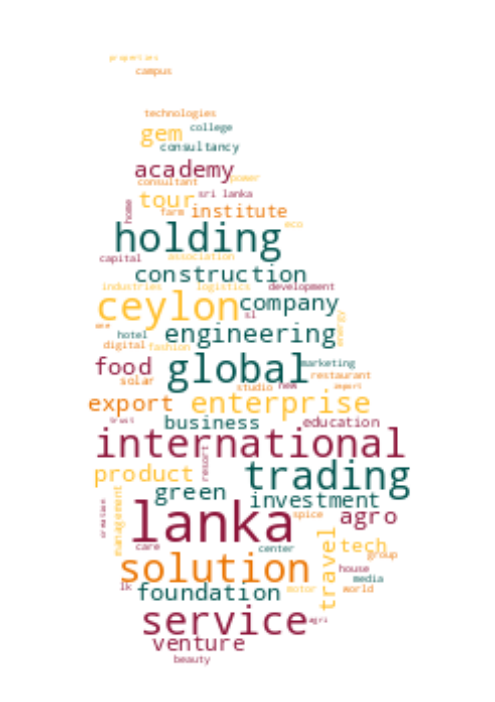 properties
campus
technologies
gem college
consultancy
academy
consultant power
tour sri lanka
home farm institute
eco
holding
capital association
construction
industries logistics development
ceylon company
sl
hotel engineering energy
digital fashion
food global marketing
solar restaurant
studio new import
export enterprise
trust business education
international
resort
product trading
green investment
creation management
lanka spice agro
care center travel tech
group
solution house
media
lk foundation motor world
service agri
venture
beauty